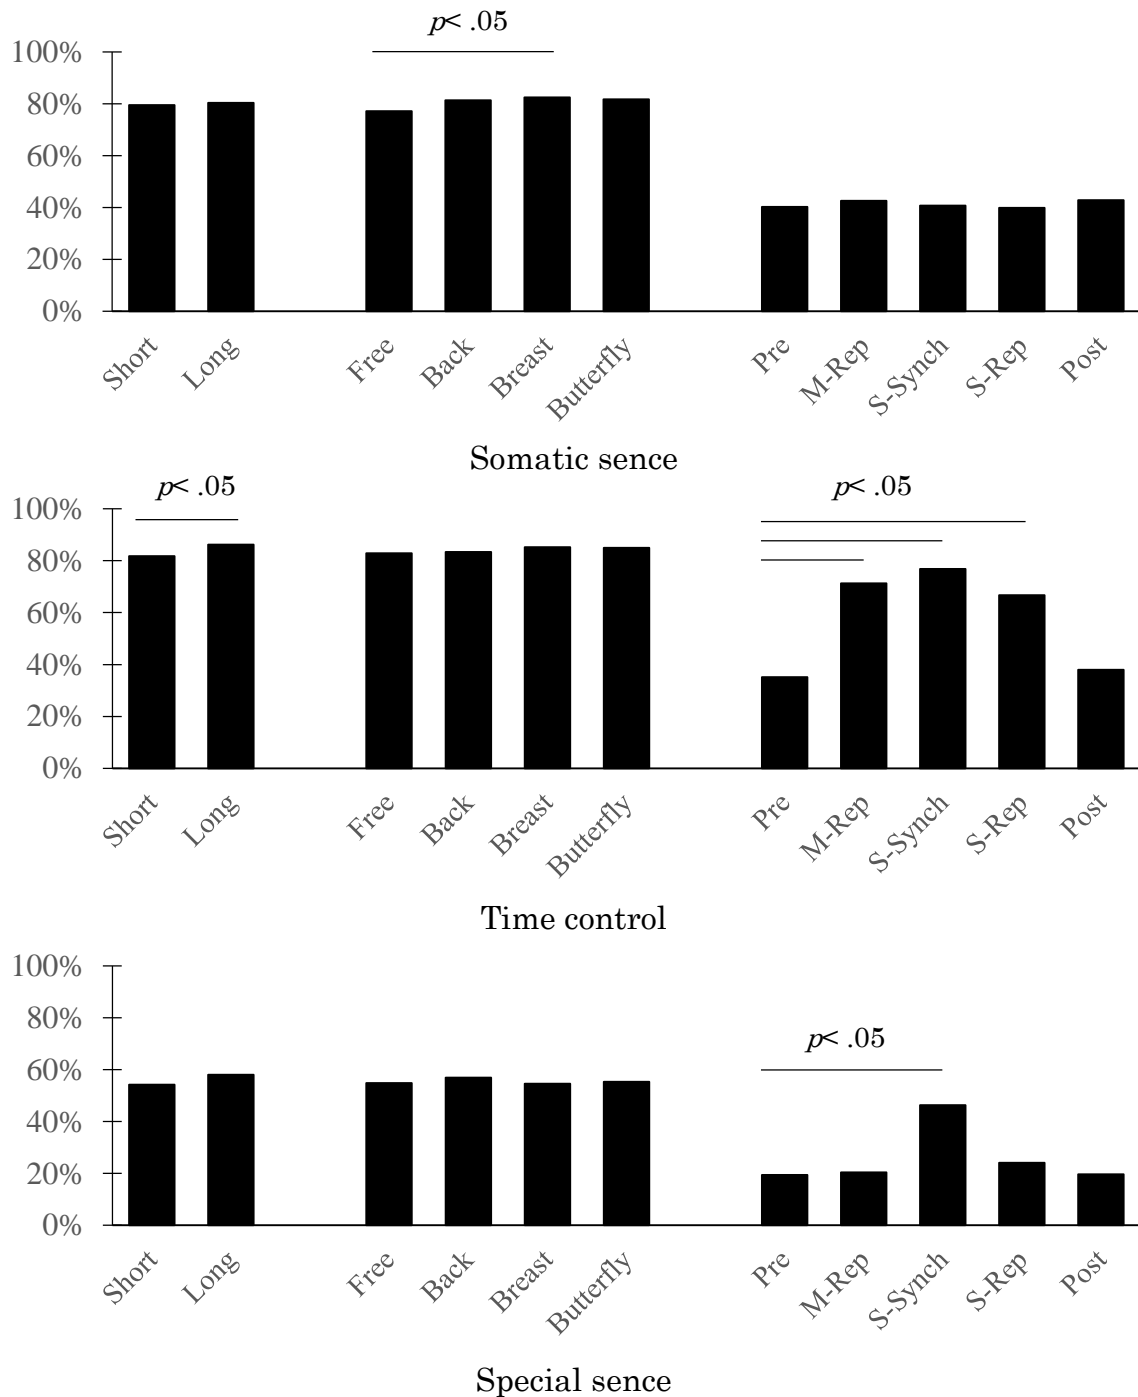 p< .05
100%
80%
60%
40%
20%
0%
Short Long Free Back Breast Butterfly Pre M-Rep S-Synch S-Rep Post
Somatic sence
p< .05 p< .05
100%
80%
60%
40%
20%
0%
Short Long Free Back Breast Butterfly Pre M-Rep S-Synch S-Rep Post
Time control
100%
80%
p< .05
60%
40%
20%
0%
Short Long Free Back Breast Butterfly Pre M-Rep S-Synch S-Rep Post
Special sence